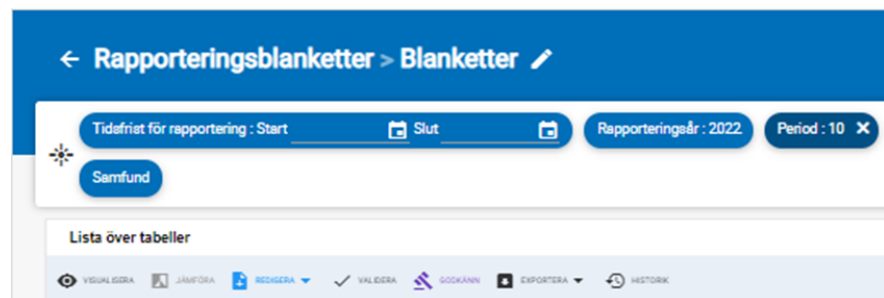 Rapporteringsblanketter > Blanketter
Tidsfrist för rapportering : Start Slut Rapporteringsår : 2022 Period : 10 ×
Samfund
Lista över tabeller
VISUALISERA JÄMFÖRA REDIGERA VALIDERA GODKÄNN EXPORTERA HISTORIK